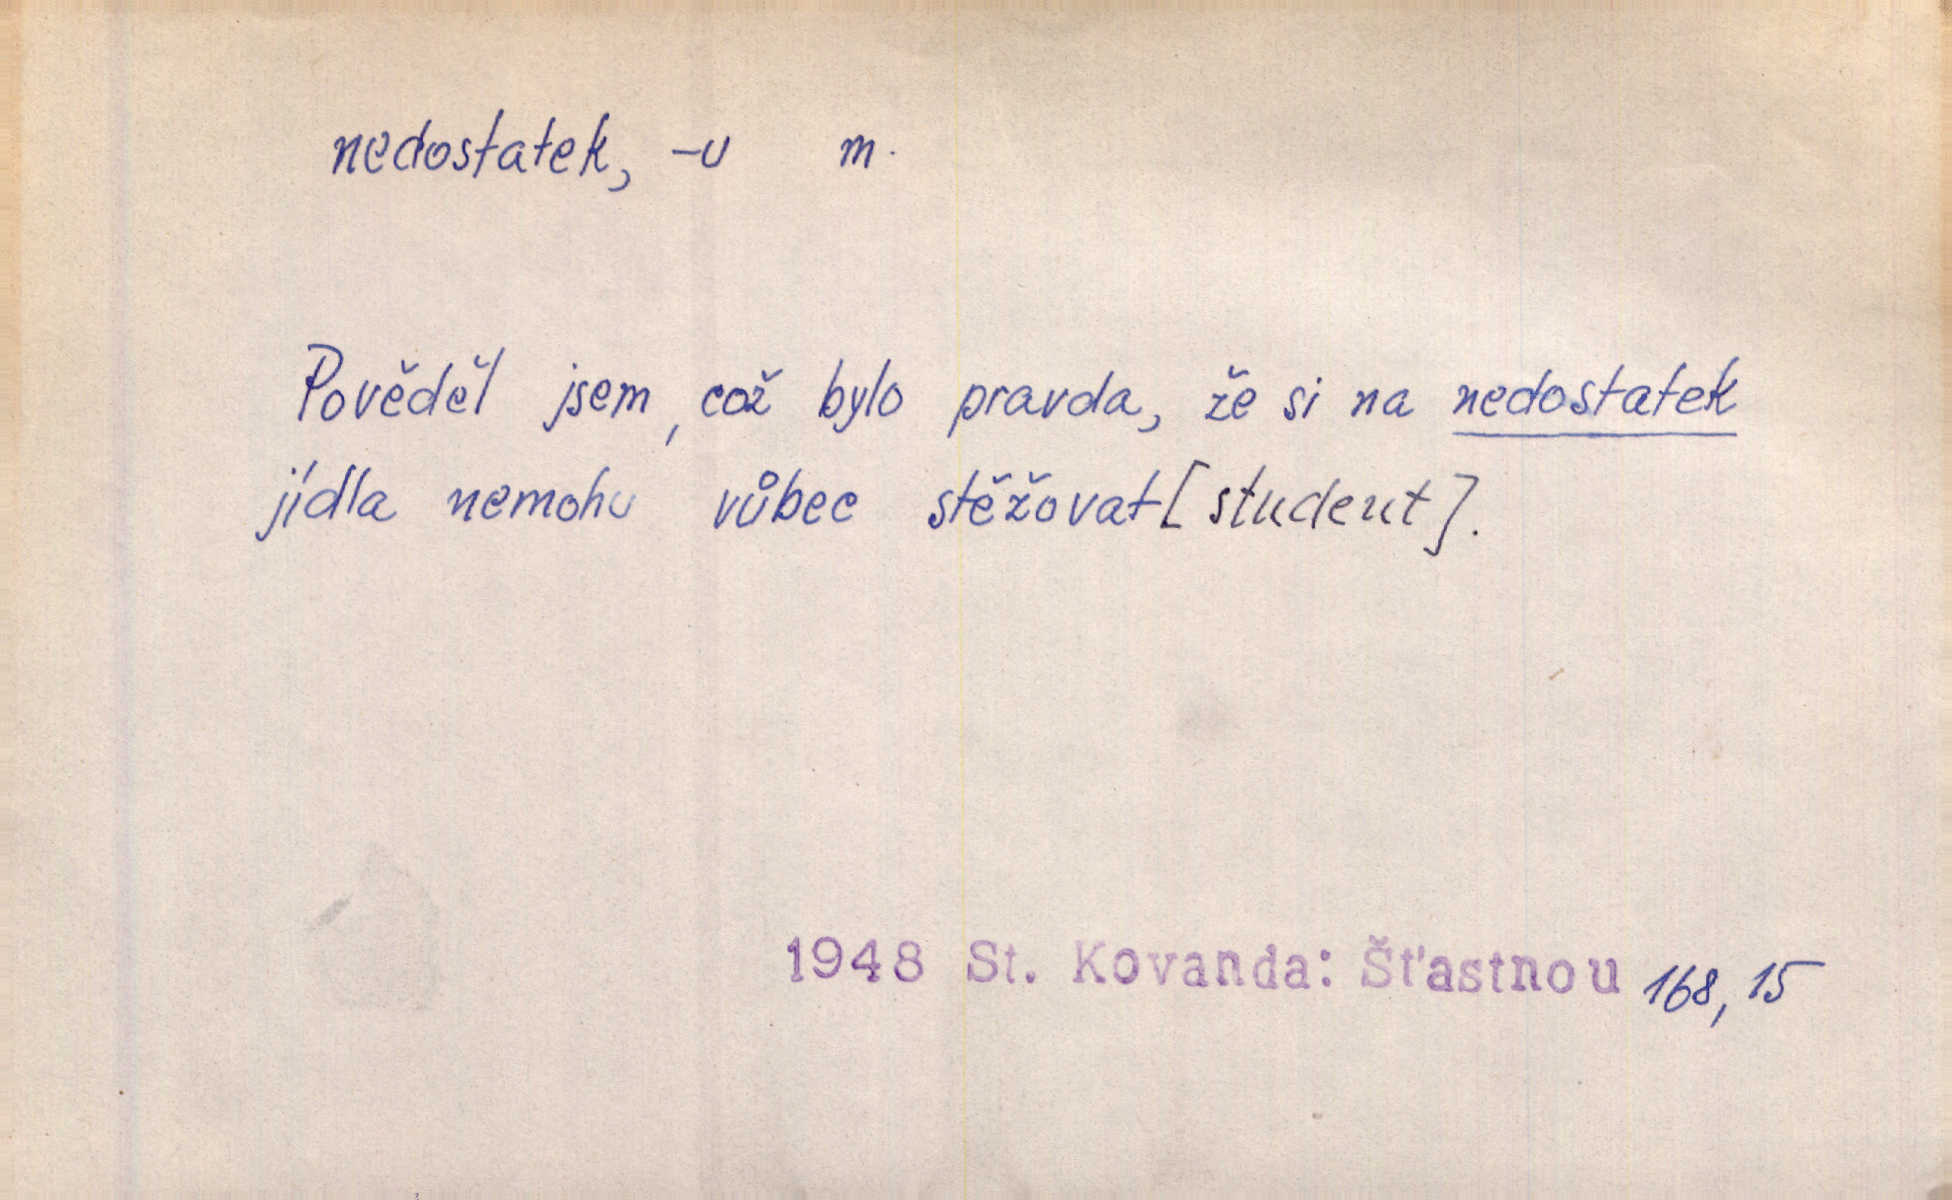 nedostatek, -u m.
Pověděl jsem, což bylo pravda, že si na nedostatek
jídla nemohu vůbec stěžovat [student].
1948 St. Kovanda: Šťastnou 168, 15